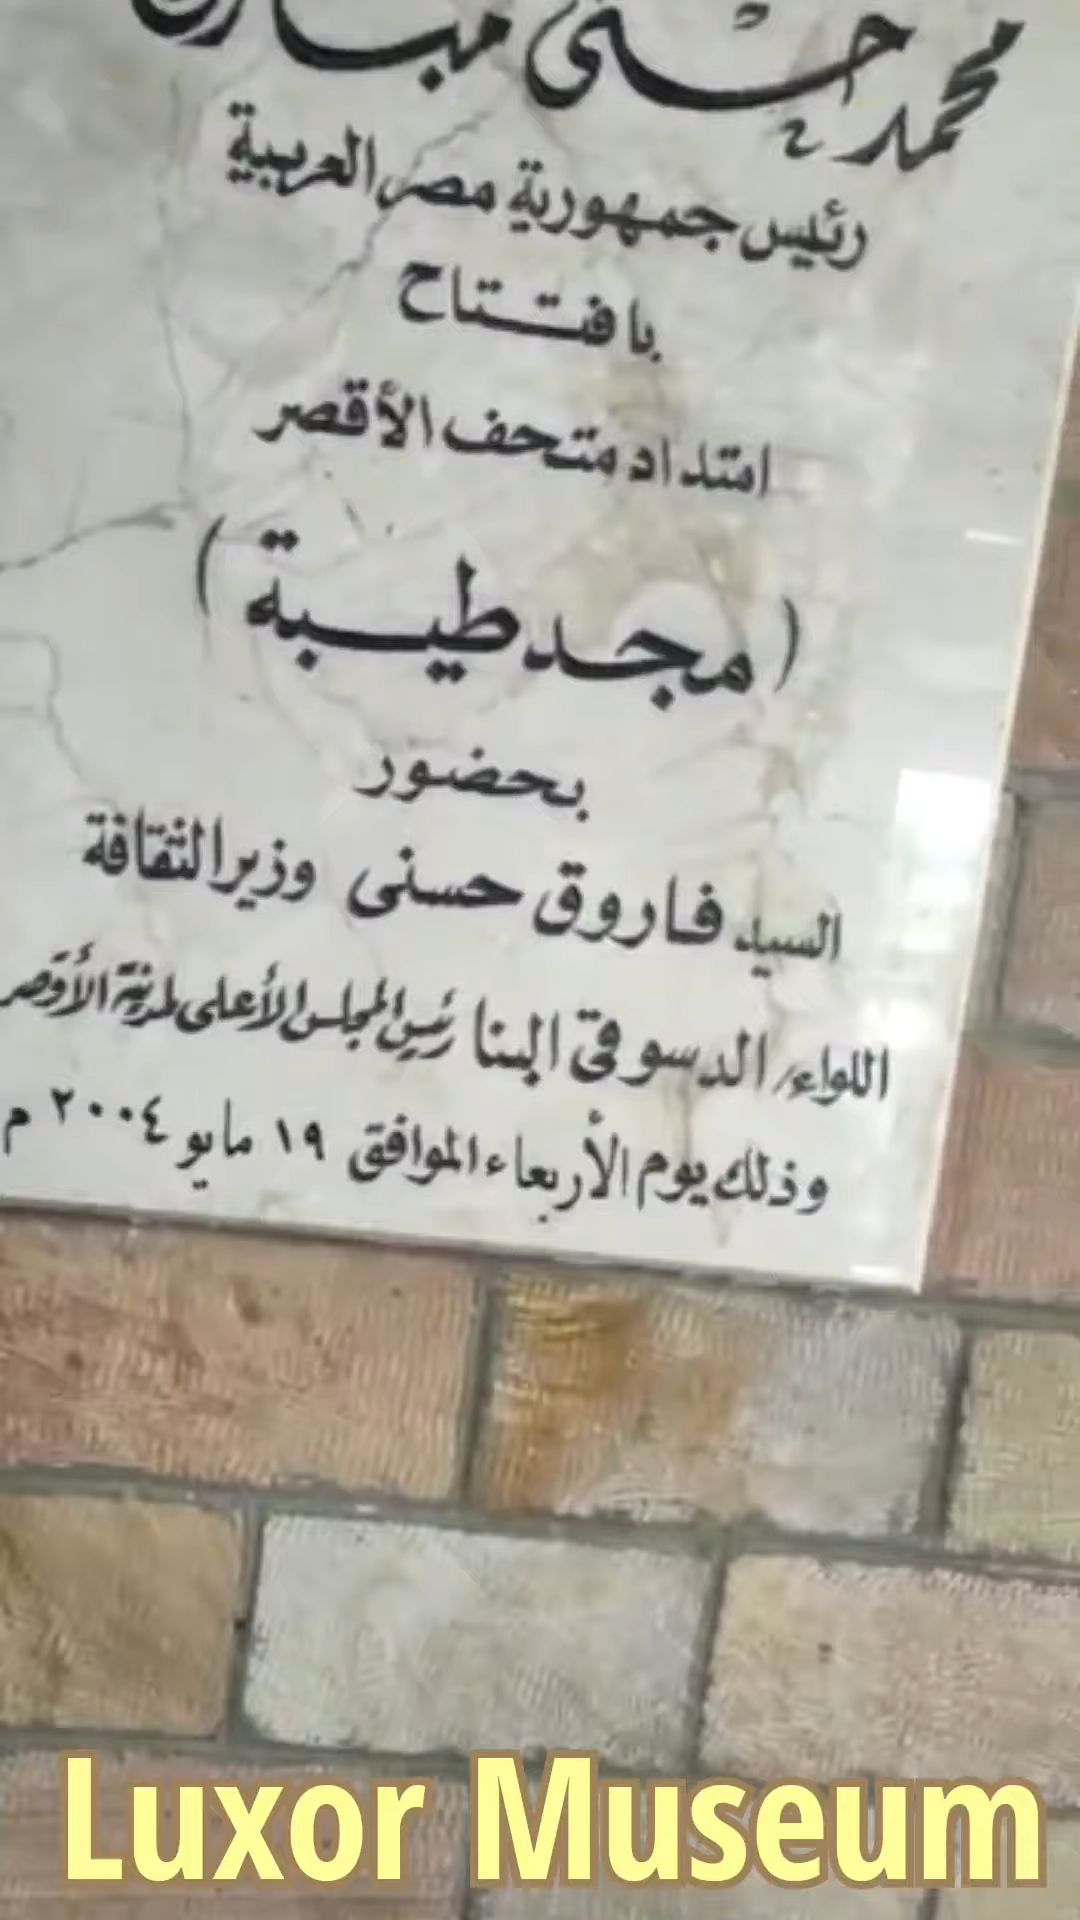 محمد حسنى مبارك
رئيس جمهورية مصر العربية
بافتتاح
امتداد متحف الأقصر
( مجد طيبة )
بحضور
السيد فاروق حسنى وزير الثقافة
اللواء/ الدسوقى البنا رئيس المجلس الأعلى لمدينة الأقصر
وذلك يوم الأربعاء الموافق ١٩ مايو ٢٠٠٤ م
Luxor Museum